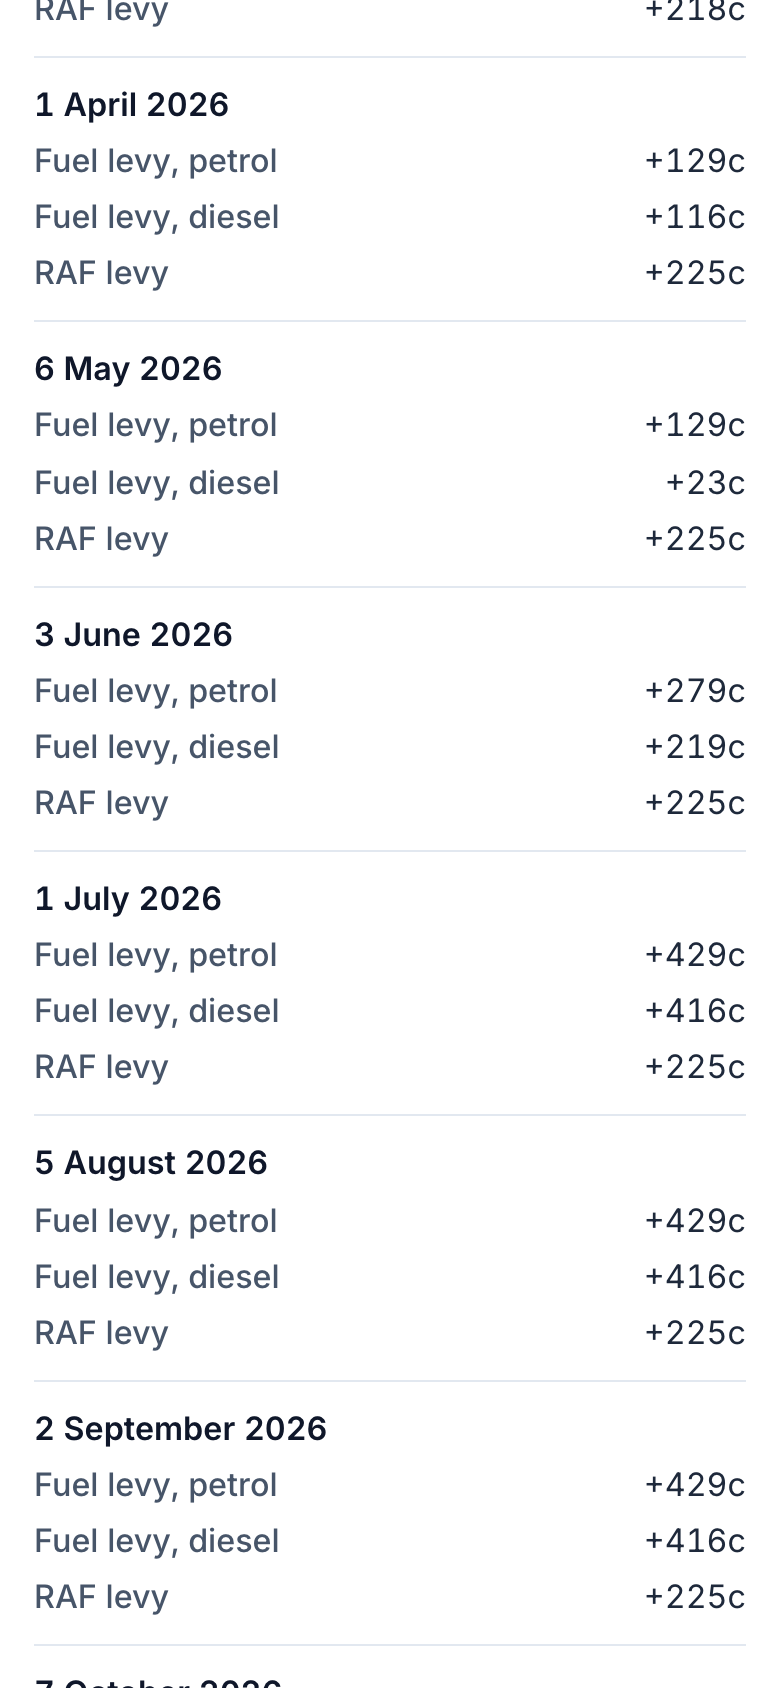 RAF levy +218c
1 April 2026
Fuel levy, petrol +129c
Fuel levy, diesel +116c
RAF levy +225c
6 May 2026
Fuel levy, petrol +129c
Fuel levy, diesel +23c
RAF levy +225c
3 June 2026
Fuel levy, petrol +279c
Fuel levy, diesel +219c
RAF levy +225c
1 July 2026
Fuel levy, petrol +429c
Fuel levy, diesel +416c
RAF levy +225c
5 August 2026
Fuel levy, petrol +429c
Fuel levy, diesel +416c
RAF levy +225c
2 September 2026
Fuel levy, petrol +429c
Fuel levy, diesel +416c
RAF levy +225c
7 October 2026